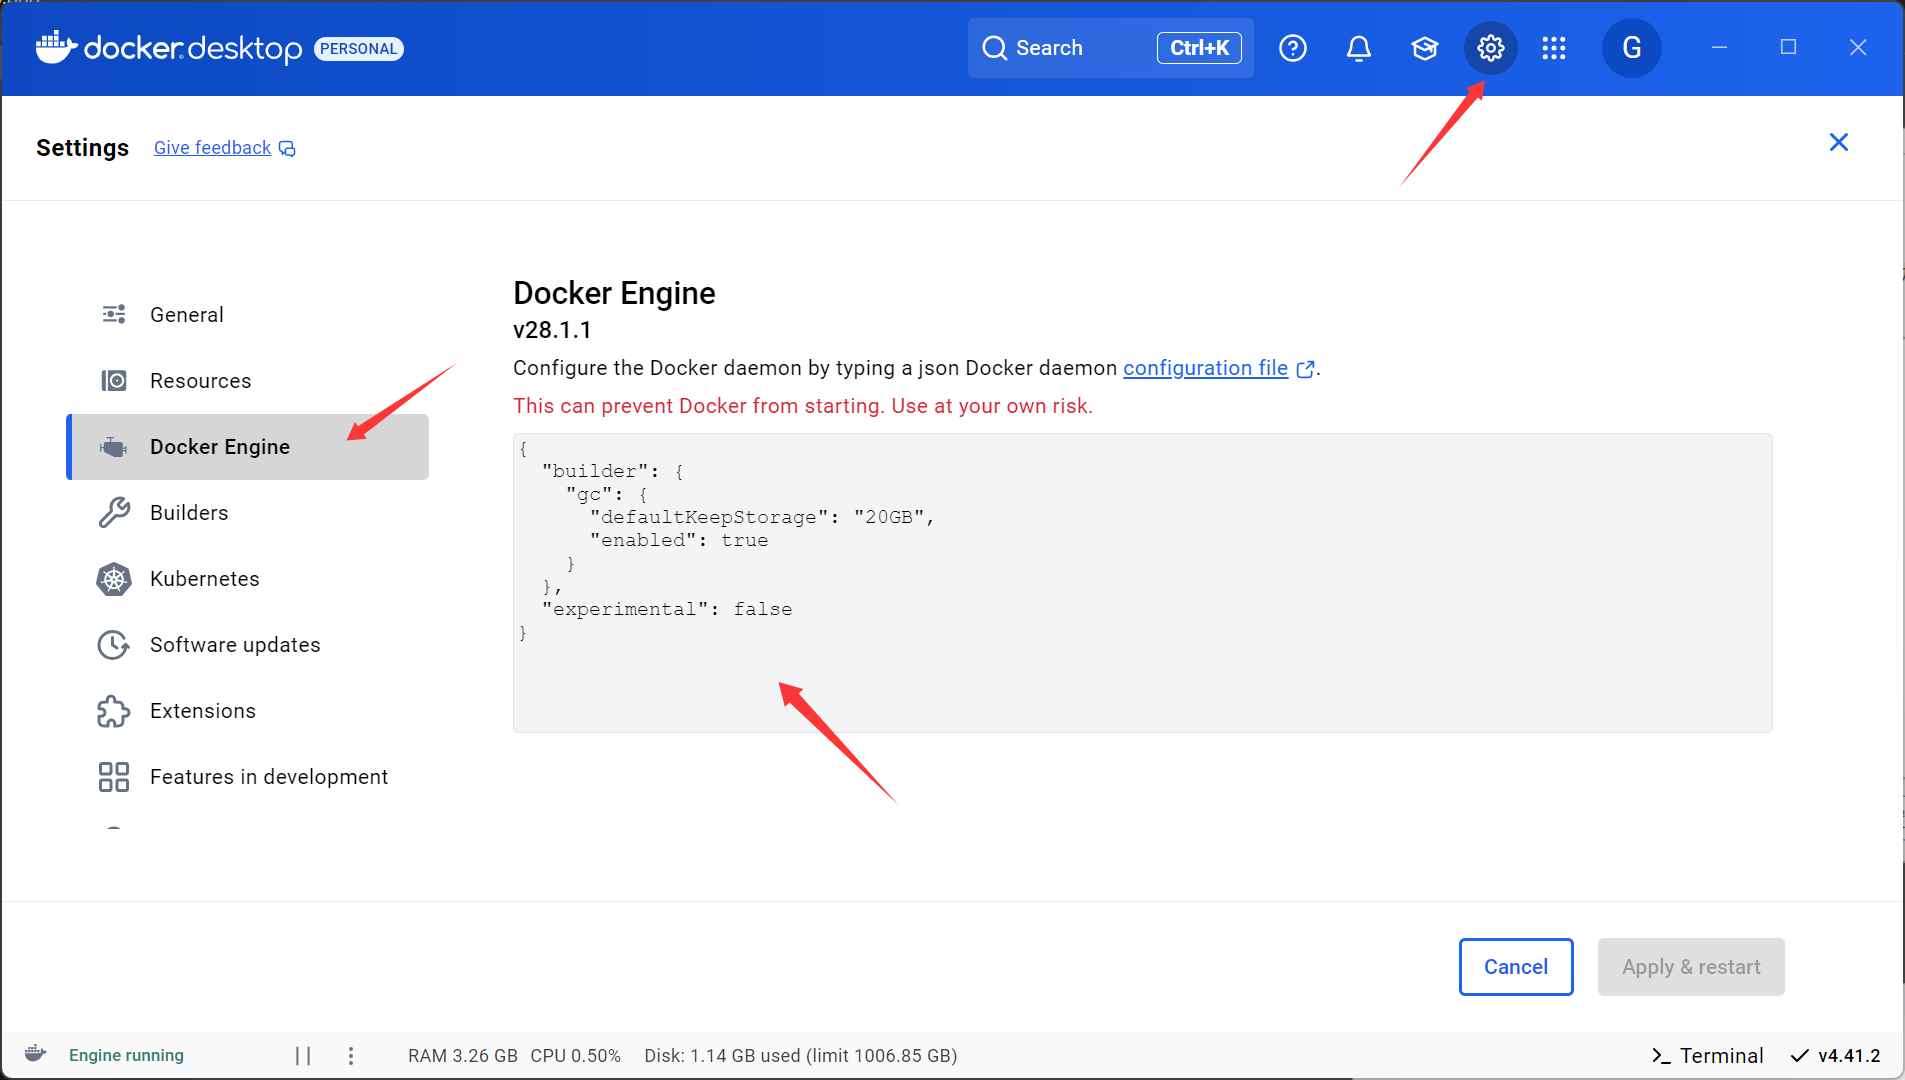 docker.desktop PERSONAL Search Ctrl+K G
Settings Give feedback
General
Resources
Docker Engine
Builders
Kubernetes
Software updates
Extensions
Features in development
Docker Engine
v28.1.1
Configure the Docker daemon by typing a json Docker daemon configuration file.
This can prevent Docker from starting. Use at your own risk.
{
  "builder": {
    "gc": {
      "defaultKeepStorage": "20GB",
      "enabled": true
    }
  },
  "experimental": false
}
Cancel Apply & restart
Engine running RAM 3.26 GB CPU 0.50% Disk: 1.14 GB used (limit 1006.85 GB) Terminal v4.41.2